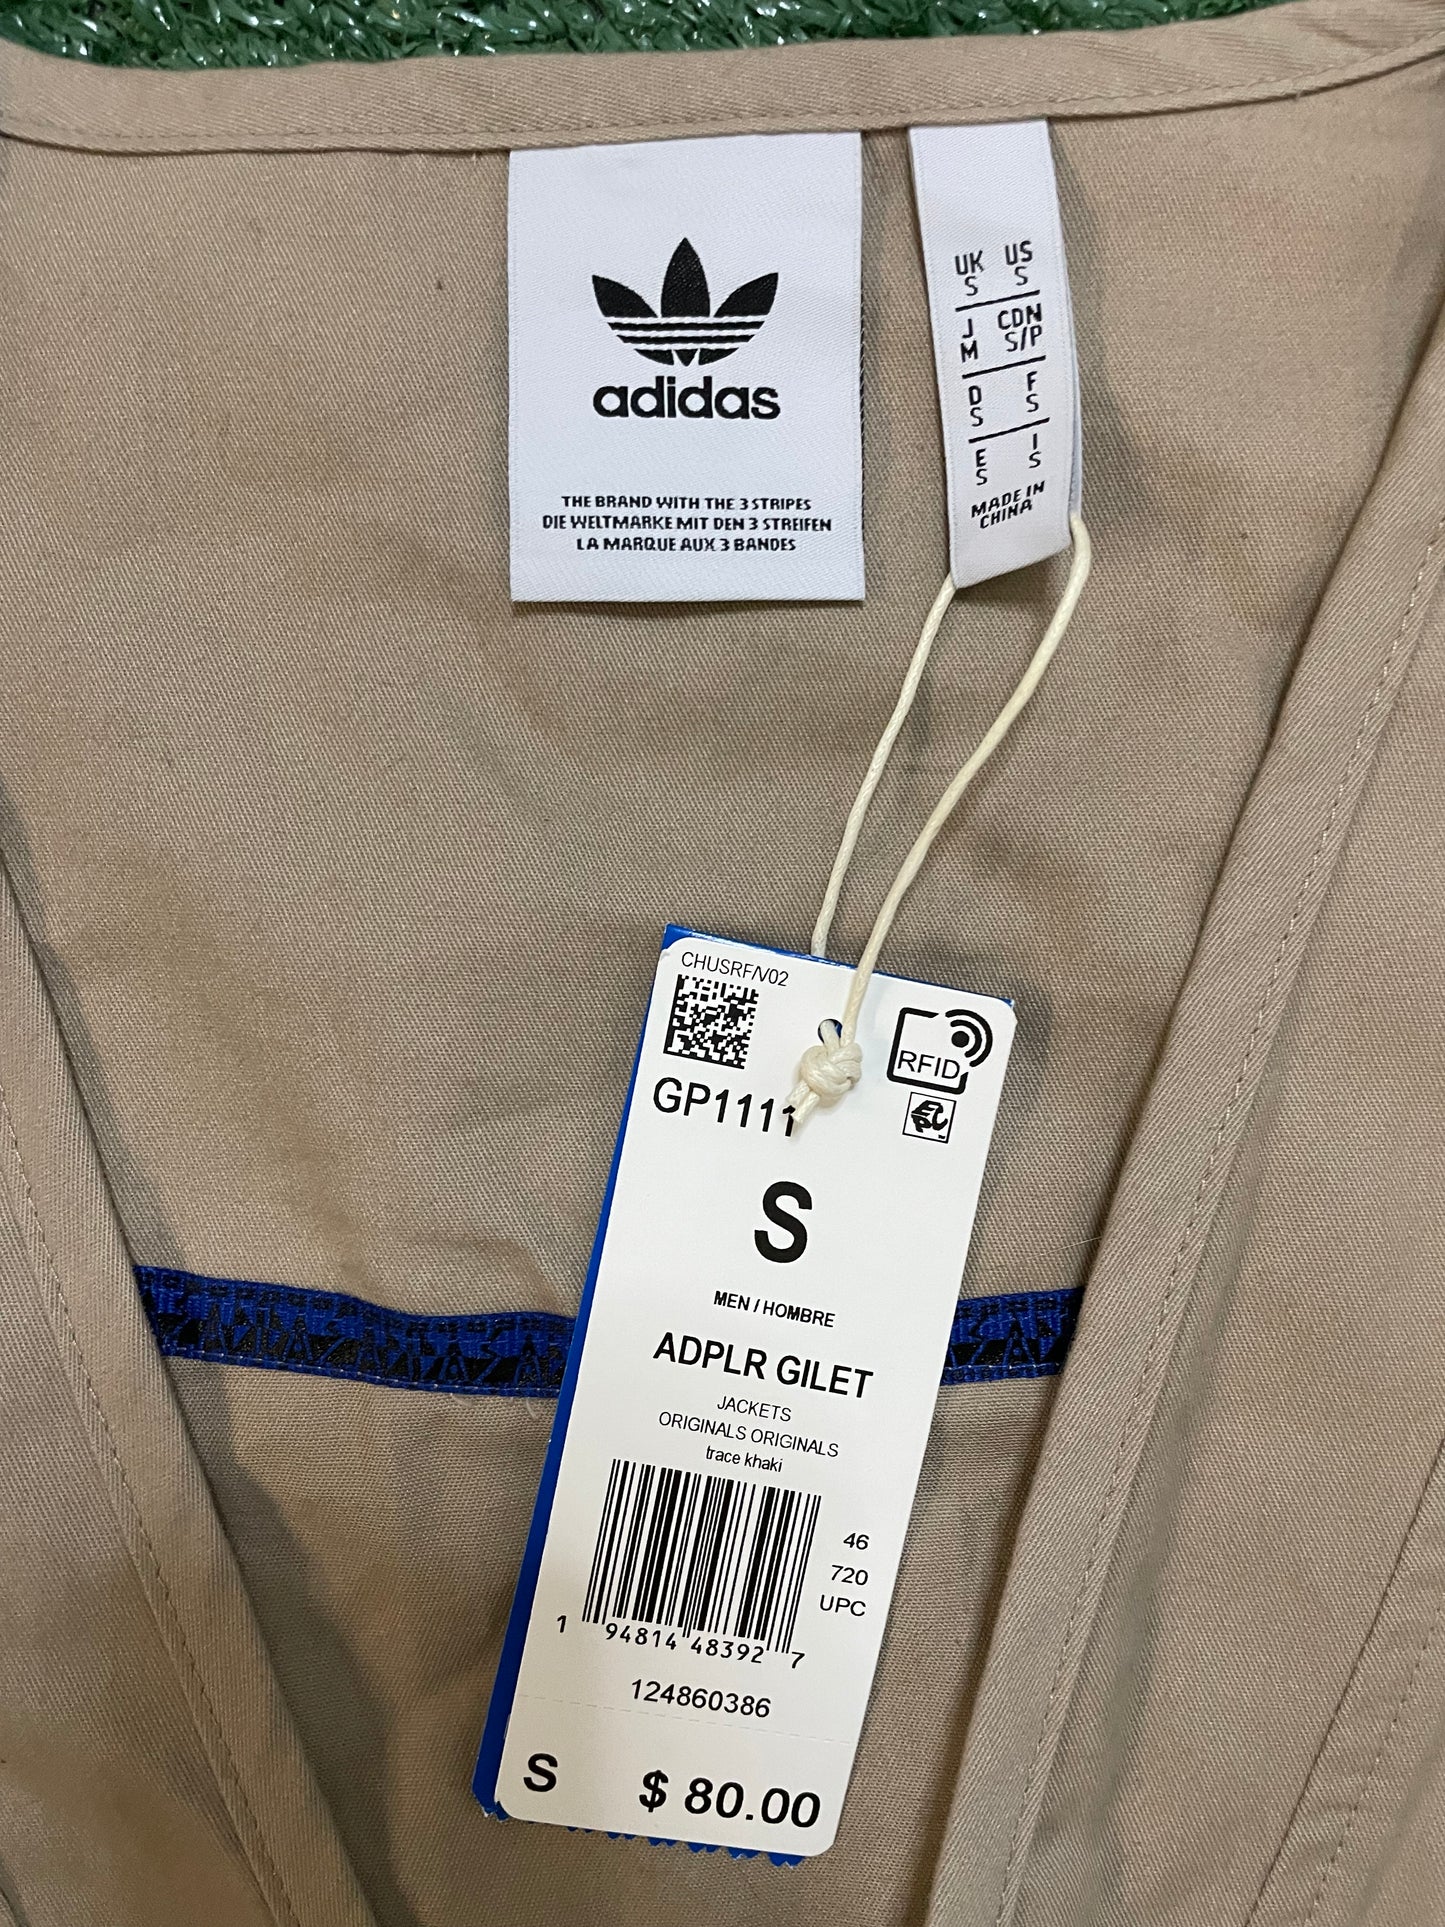 adidas
THE BRAND WITH THE 3 STRIPES
DIE WELTMARKE MIT DEN 3 STREIFEN
LA MARQUE AUX 3 BANDES
UK US
S S
J CDN
M S/P
D F
S S
E I
S S
MADE IN
CHINA
CHUSRF/V02
RFID
EPC
GP1111
S
MEN / HOMBRE
ADPLR GILET
JACKETS
ORIGINALS ORIGINALS
trace khaki
46
720
UPC
1 94814 48392 7
124860386
S $ 80.00